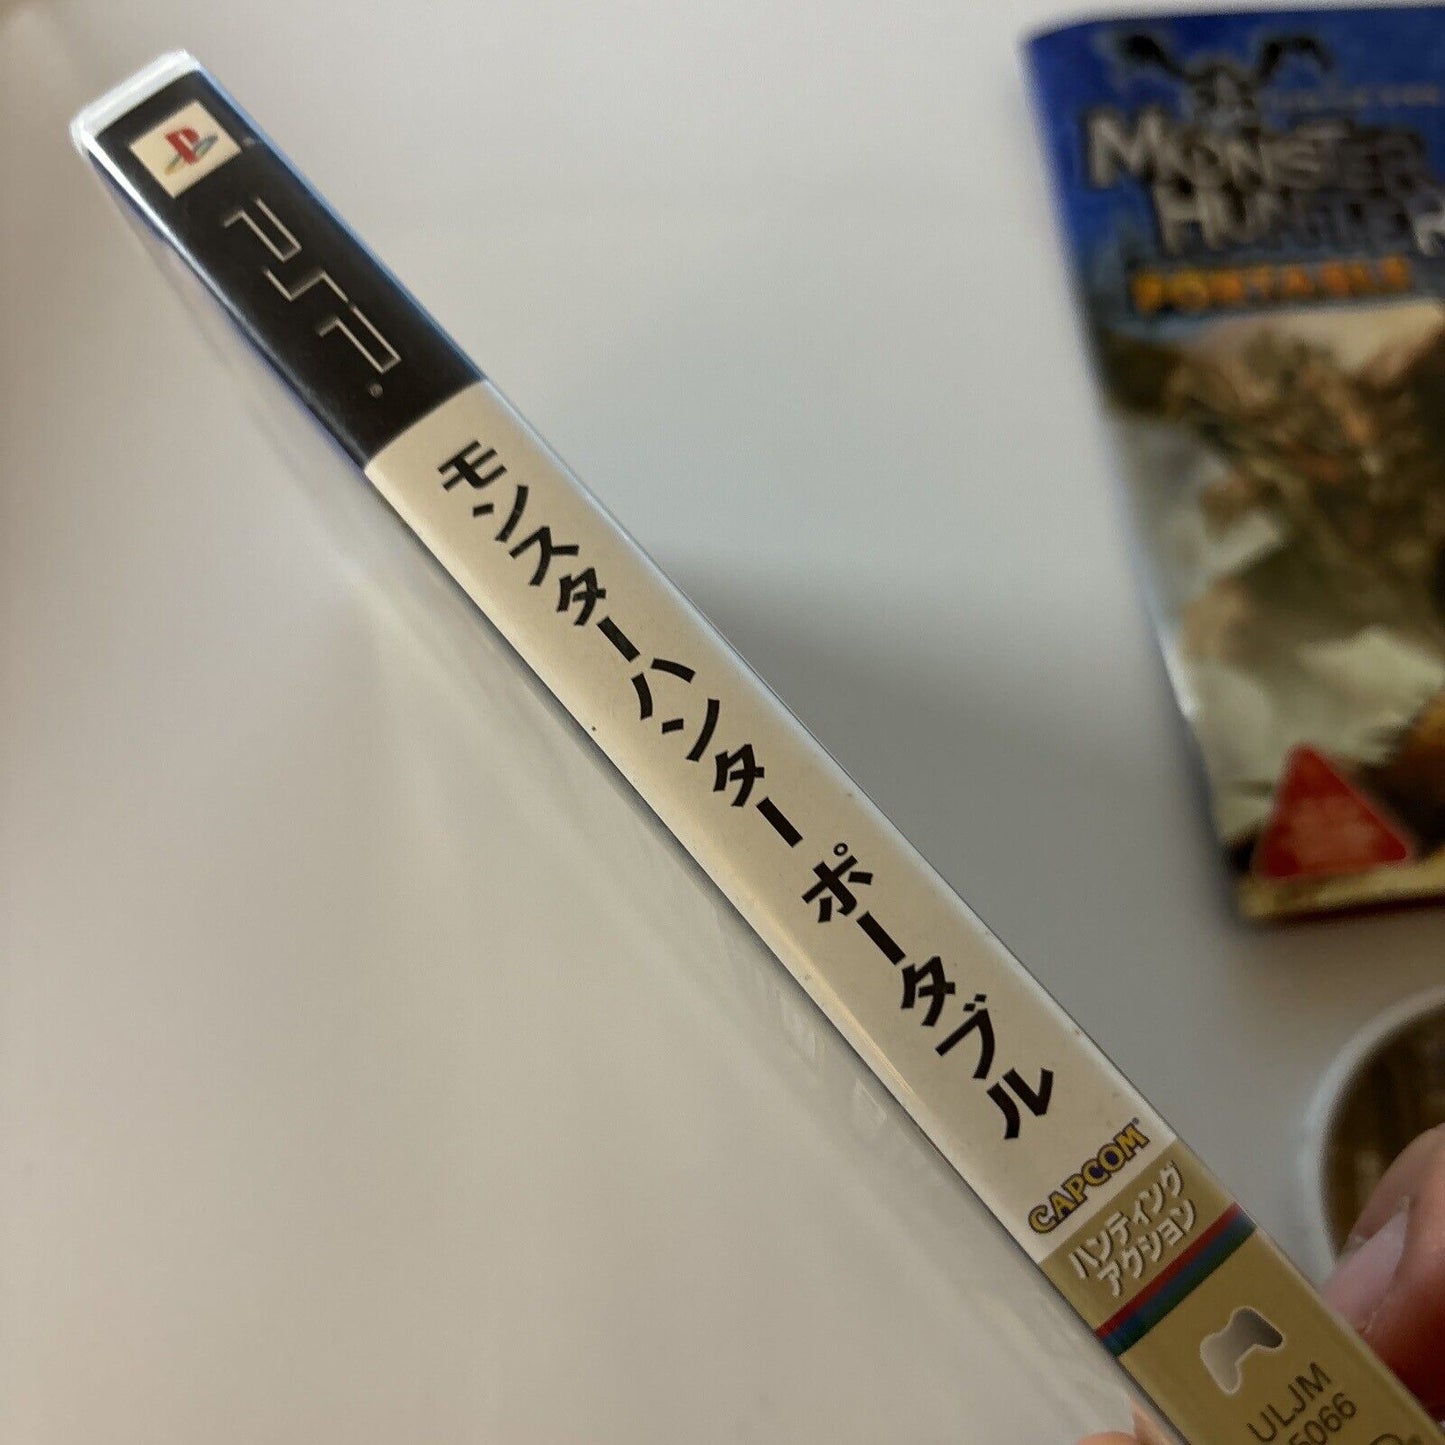 PSP
モンスターハンター ポータブル
CAPCOM
ハンティング
アクション
ULJM
5066
MONSTER
HUNTER
PORTABLE